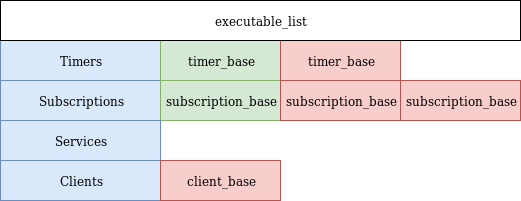 executable_list
Timers timer_base timer_base
Subscriptions subscription_base subscription_base subscription_base
Services
Clients client_base